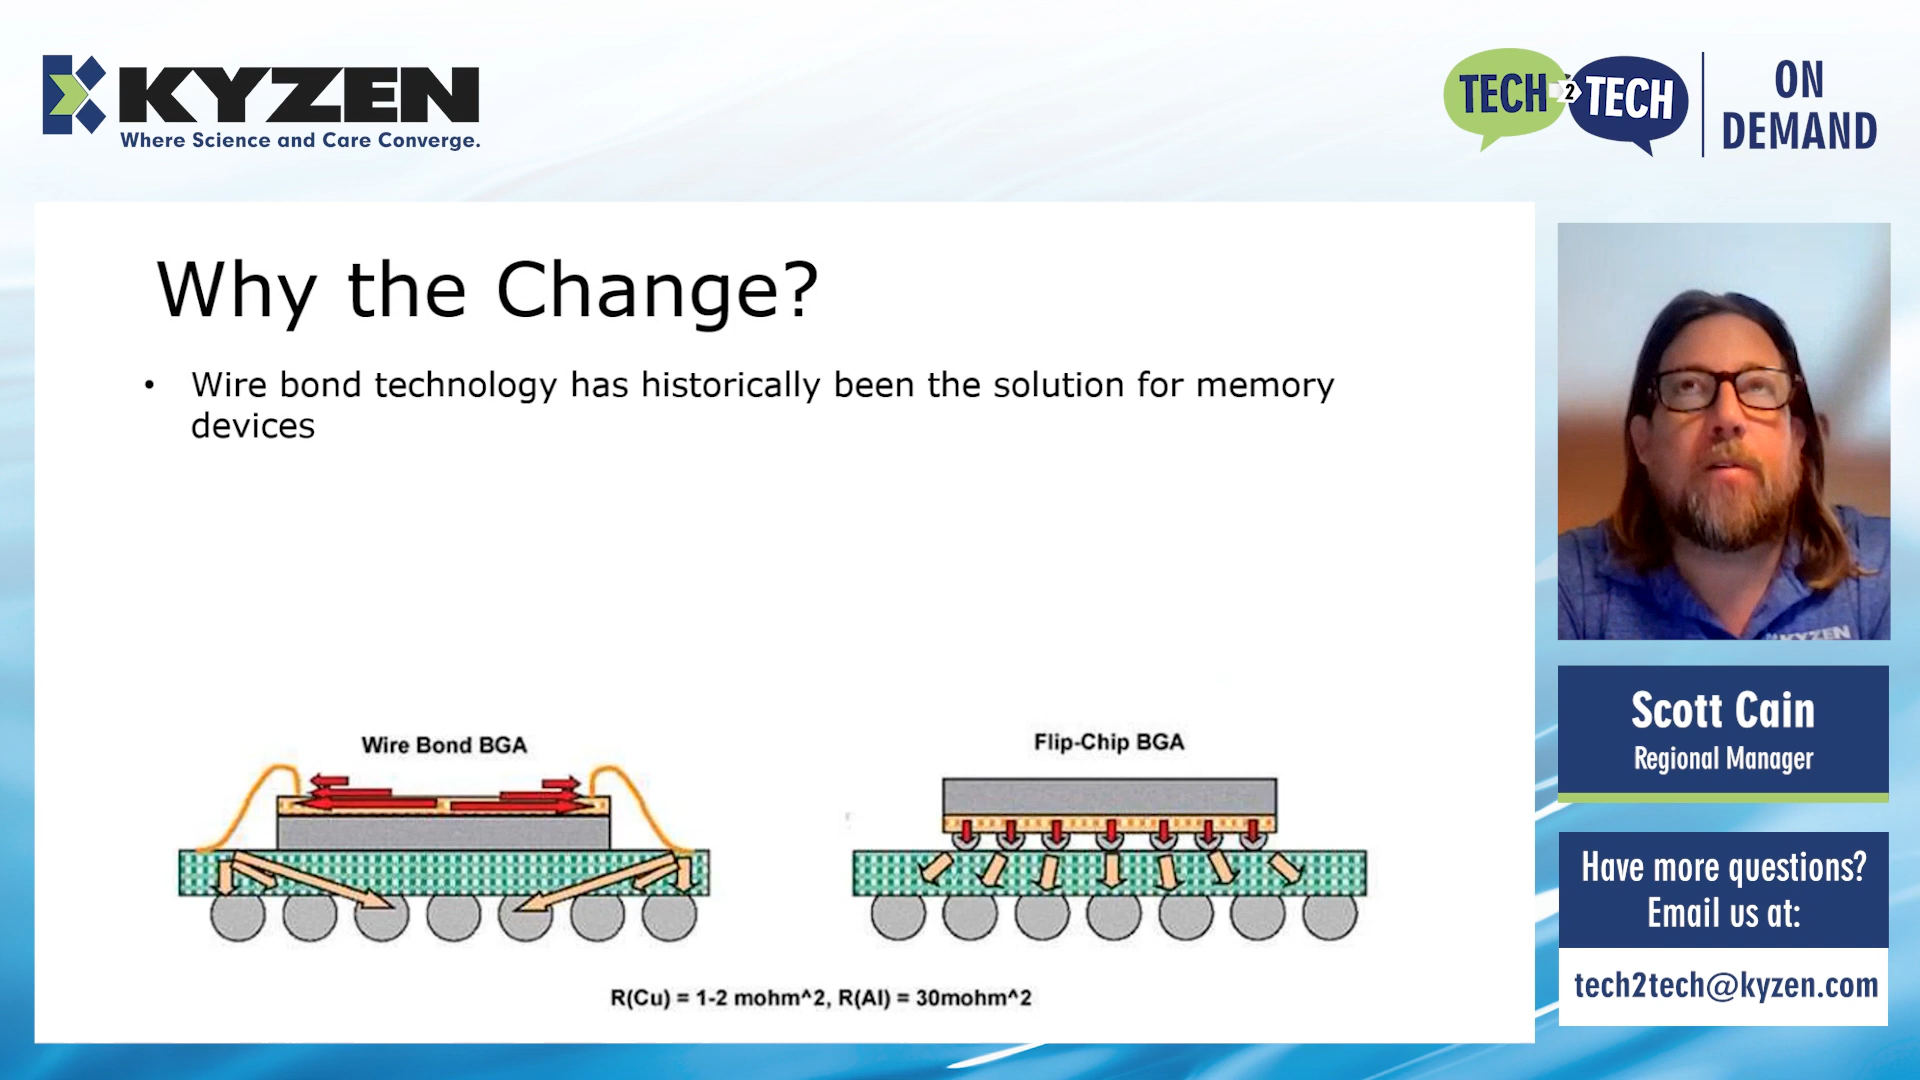 KYZEN
Where Science and Care Converge.
TECH 2 TECH
ON
DEMAND
Why the Change?
• Wire bond technology has historically been the solution for memory
devices
Wire Bond BGA
Flip-Chip BGA
R(Cu) = 1-2 mohm^2, R(Al) = 30mohm^2
KYZEN
Scott Cain
Regional Manager
Have more questions?
Email us at:
tech2tech@kyzen.com